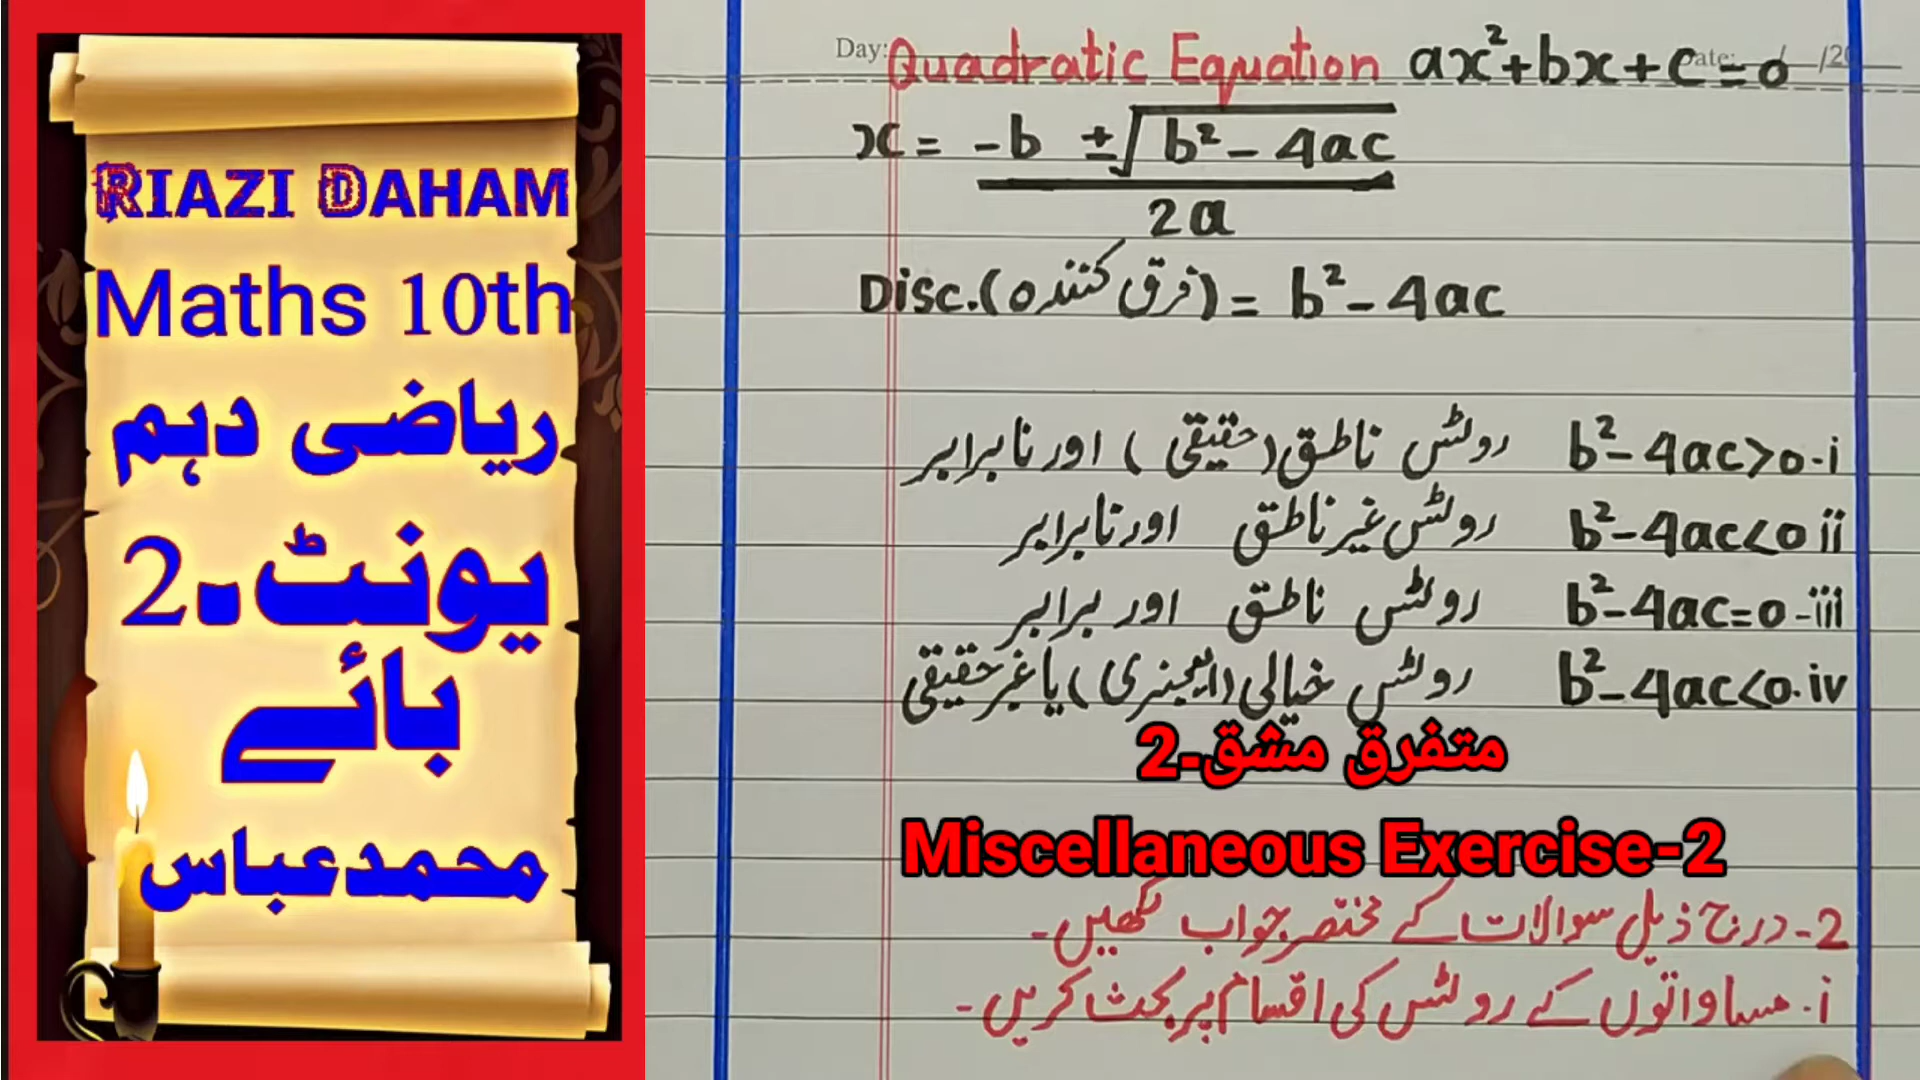 RIAZI DAHAM
Maths 10th
ریاضی دہم
یونٹ.2
بائے
محمد عباس
Day:
Quadratic Equation ax²+bx+c=0
x = -b ± √b² - 4ac
2a
Disc.(فرق کنندہ) = b² - 4ac
b²-4ac>0 .i روٹس ناطق (حقیقی) اور نابرابر
b²-4ac<0 ii روٹس غیر ناطق اور نابرابر
b²-4ac=0 -iii روٹس ناطق اور برابر
b²-4ac<0 .iv روٹس خیالی (ایمجنری) یا غیر حقیقی
متفرق مشق.2
Miscellaneous Exercise-2
2- درج ذیل سوالات کے مختصر جواب لکھیں۔
i. مساواتوں کے روٹس کی اقسام پر بحث کریں۔